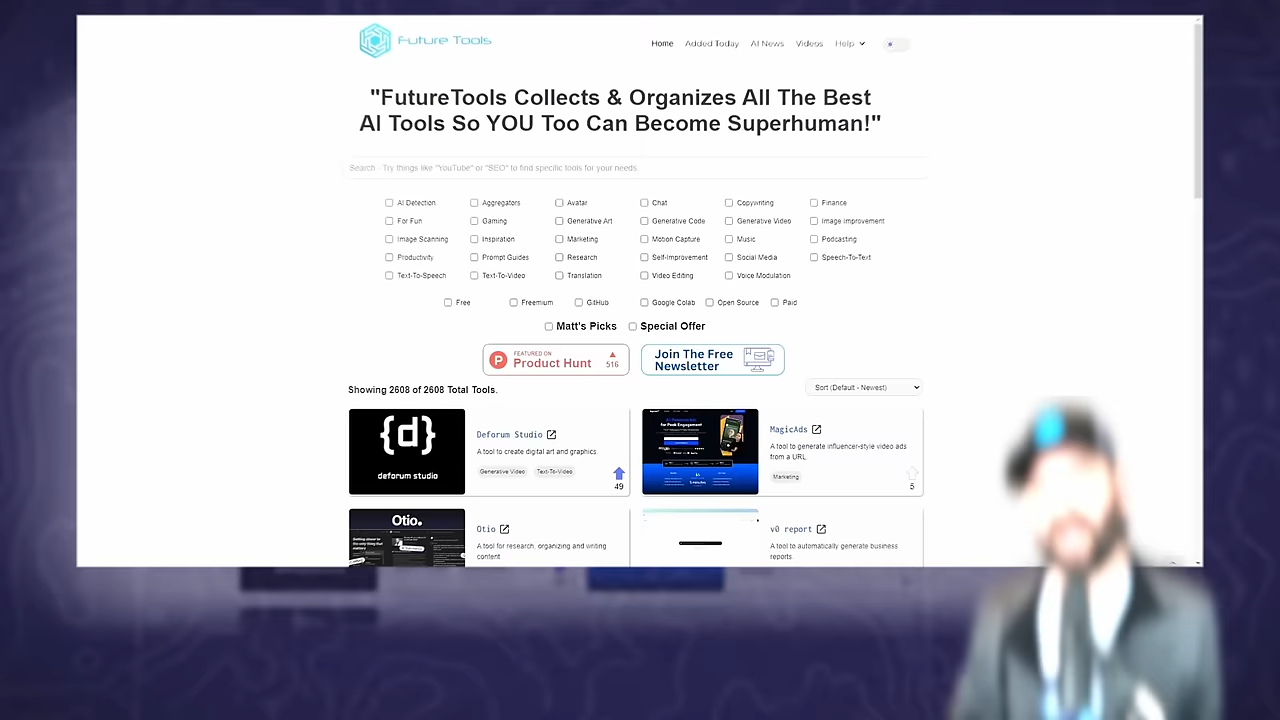 Future Tools
Home Added Today AI News Videos Help
"FutureTools Collects & Organizes All The Best
AI Tools So YOU Too Can Become Superhuman!"
Search - Try things like "YouTube" or "SEO" to find specific tools for your needs
AI Detection Aggregators Avatar Chat Copywriting Finance
For Fun Gaming Generative Art Generative Code Generative Video Image Improvement
Image Scanning Inspiration Marketing Motion Capture Music Podcasting
Productivity Prompt Guides Research Self-Improvement Social Media Speech-To-Text
Text-To-Speech Text-To-Video Translation Video Editing Voice Modulation
Free Freemium GitHub Google Colab Open Source Paid
Matt's Picks Special Offer
FEATURED ON
Product Hunt 516
Join The Free
Newsletter
Showing 2608 of 2608 Total Tools.
Sort (Default - Newest)
{d}
deforum studio
Deforum Studio
A tool to create digital art and graphics.
Generative Video Text-To-Video
49
MagicAds
A tool to generate influencer-style video ads
from a URL.
Marketing
5
Otio.
Otio
A tool for research, organizing and writing
content
v0 report
A tool to automatically generate business
reports.